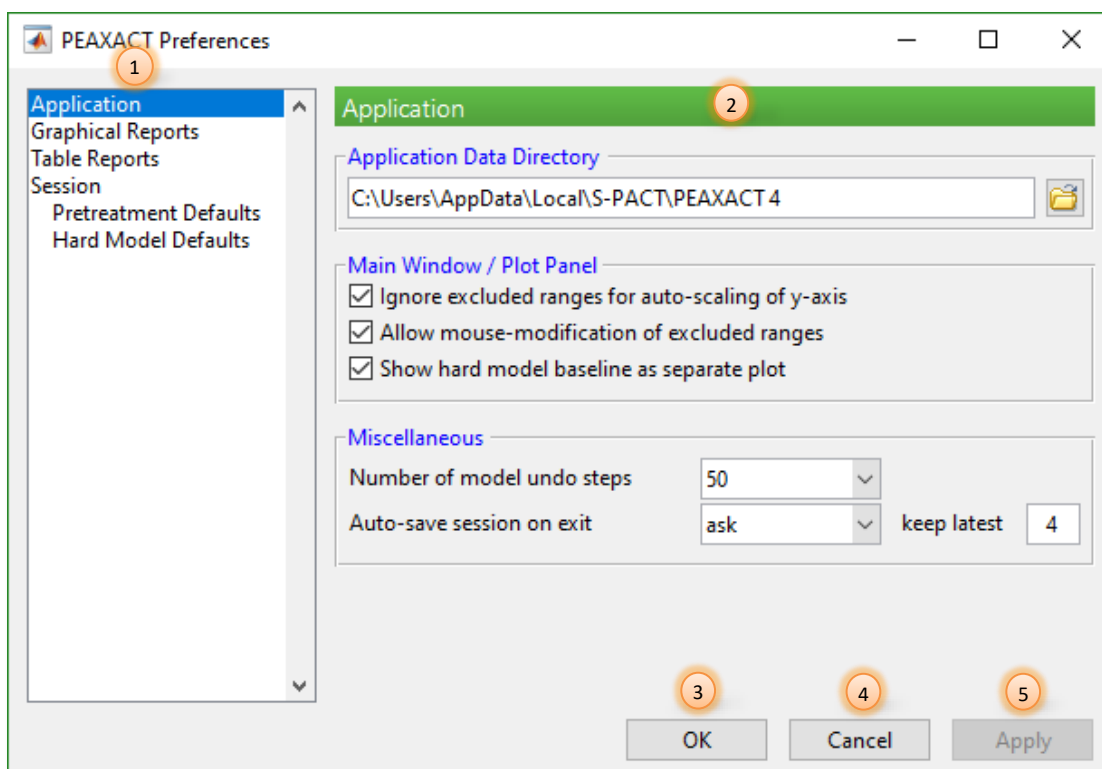 PEAXACT Preferences
1
Application
Graphical Reports
Table Reports
Session
Pretreatment Defaults
Hard Model Defaults
Application
2
Application Data Directory
C:\Users\AppData\Local\S-PACT\PEAXACT 4
Main Window / Plot Panel
Ignore excluded ranges for auto-scaling of y-axis
Allow mouse-modification of excluded ranges
Show hard model baseline as separate plot
Miscellaneous
Number of model undo steps 50
Auto-save session on exit ask keep latest 4
3 4 5
OK Cancel Apply